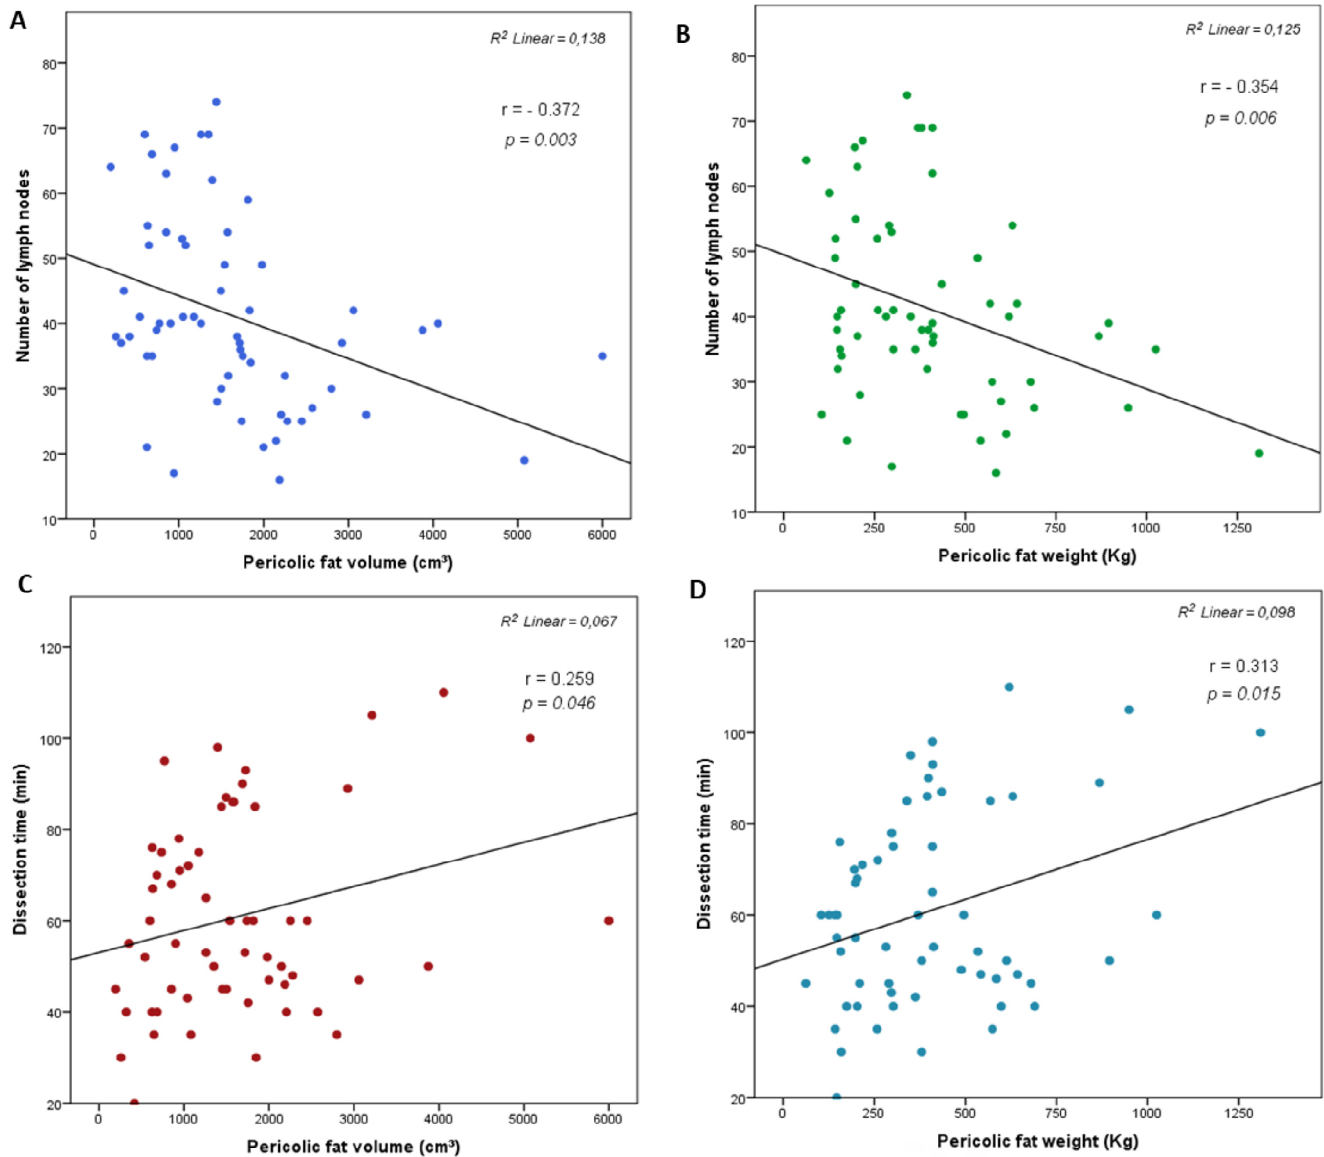 A
R² Linear = 0,138
r = - 0.372
p = 0.003
Number of lymph nodes
80
70
60
50
40
30
20
10
0 1000 2000 3000 4000 5000 6000
Pericolic fat volume (cm³)
B
R² Linear = 0,125
r = - 0.354
p = 0.006
Number of lymph nodes
80
70
60
50
40
30
20
10
0 250 500 750 1000 1250
Pericolic fat weight (Kg)
C
R² Linear = 0,067
r = 0.259
p = 0.046
Dissection time (min)
120
100
80
60
40
20
0 1000 2000 3000 4000 5000 6000
Pericolic fat volume (cm³)
D
R² Linear = 0,098
r = 0.313
p = 0.015
Dissection time (min)
120
100
80
60
40
20
0 250 500 750 1000 1250
Pericolic fat weight (Kg)